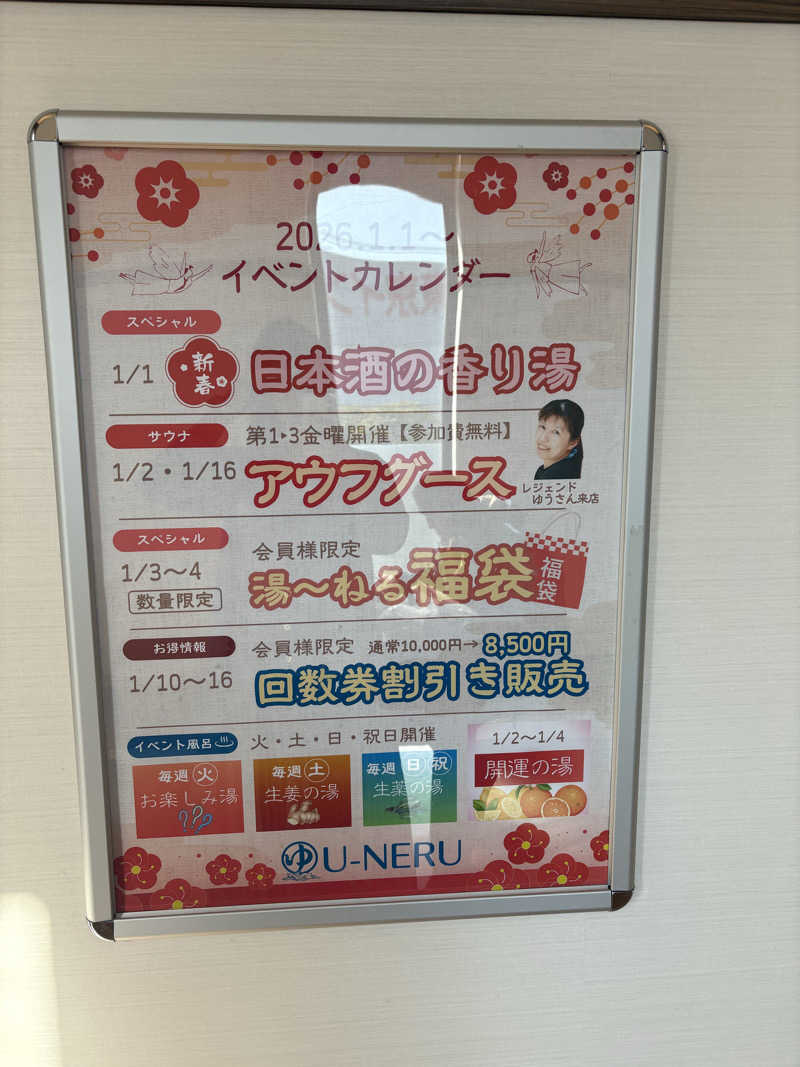 2026.1.1～
イベントカレンダー
スペシャル
1/1 新春 日本酒の香り湯
サウナ 第1・3金曜開催【参加費無料】
1/2・1/16 アウフグース
レジェンド
ゆうさん来店
スペシャル
会員様限定
1/3～4 湯～ねる福袋 福袋
数量限定
お得情報 会員様限定 通常10,000円→8,500円
1/10～16 回数券割引き販売
イベント風呂 火・土・日・祝日開催
毎週火
お楽しみ湯
???
毎週土
生姜の湯
毎週日祝
生薬の湯
1/2～1/4
開運の湯
ゆ U-NERU